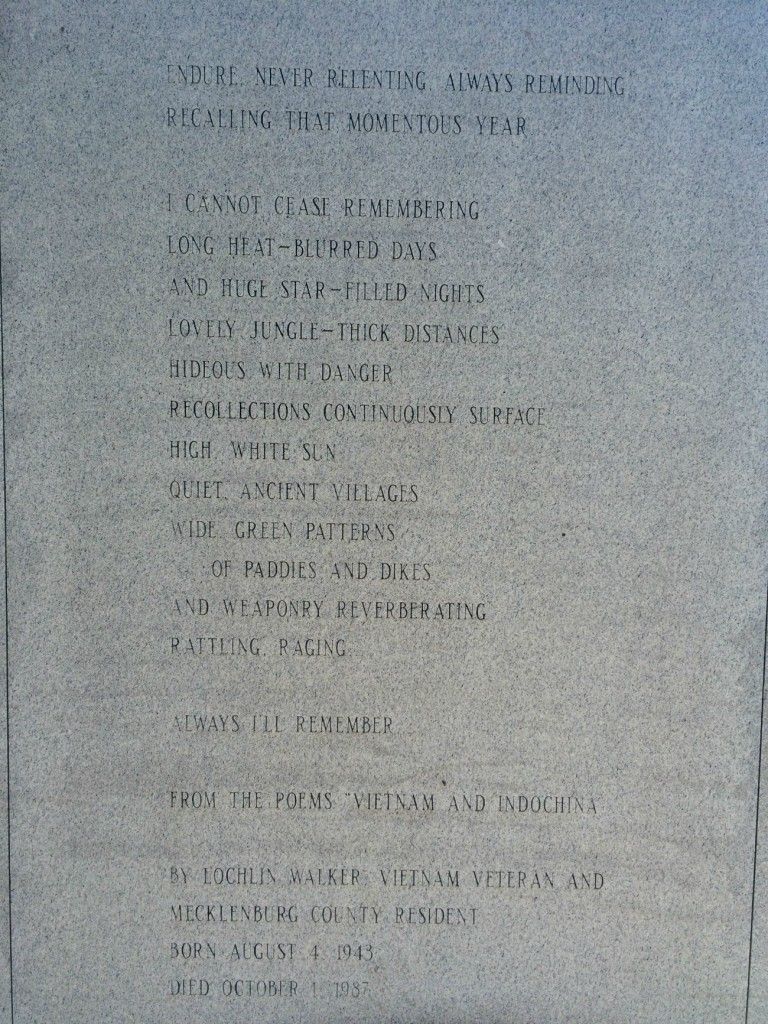 ENDURE, NEVER RELENTING, ALWAYS REMINDING
RECALLING THAT MOMENTOUS YEAR
I CANNOT CEASE REMEMBERING
LONG HEAT-BLURRED DAYS
AND HUGE STAR-FILLED NIGHTS
LOVELY JUNGLE-THICK DISTANCES
HIDEOUS WITH DANGER
RECOLLECTIONS CONTINUOUSLY SURFACE
HIGH, WHITE SUN
QUIET, ANCIENT VILLAGES
WIDE, GREEN PATTERNS
OF PADDIES AND DIKES
AND WEAPONRY REVERBERATING
RATTLING, RAGING.
ALWAYS I'LL REMEMBER
FROM THE POEMS "VIETNAM AND INDOCHINA"
BY LOCHLIN WALKER, VIETNAM VETERAN AND
MECKLENBURG COUNTY RESIDENT
BORN AUGUST 4, 1943
DIED OCTOBER 1, 1987